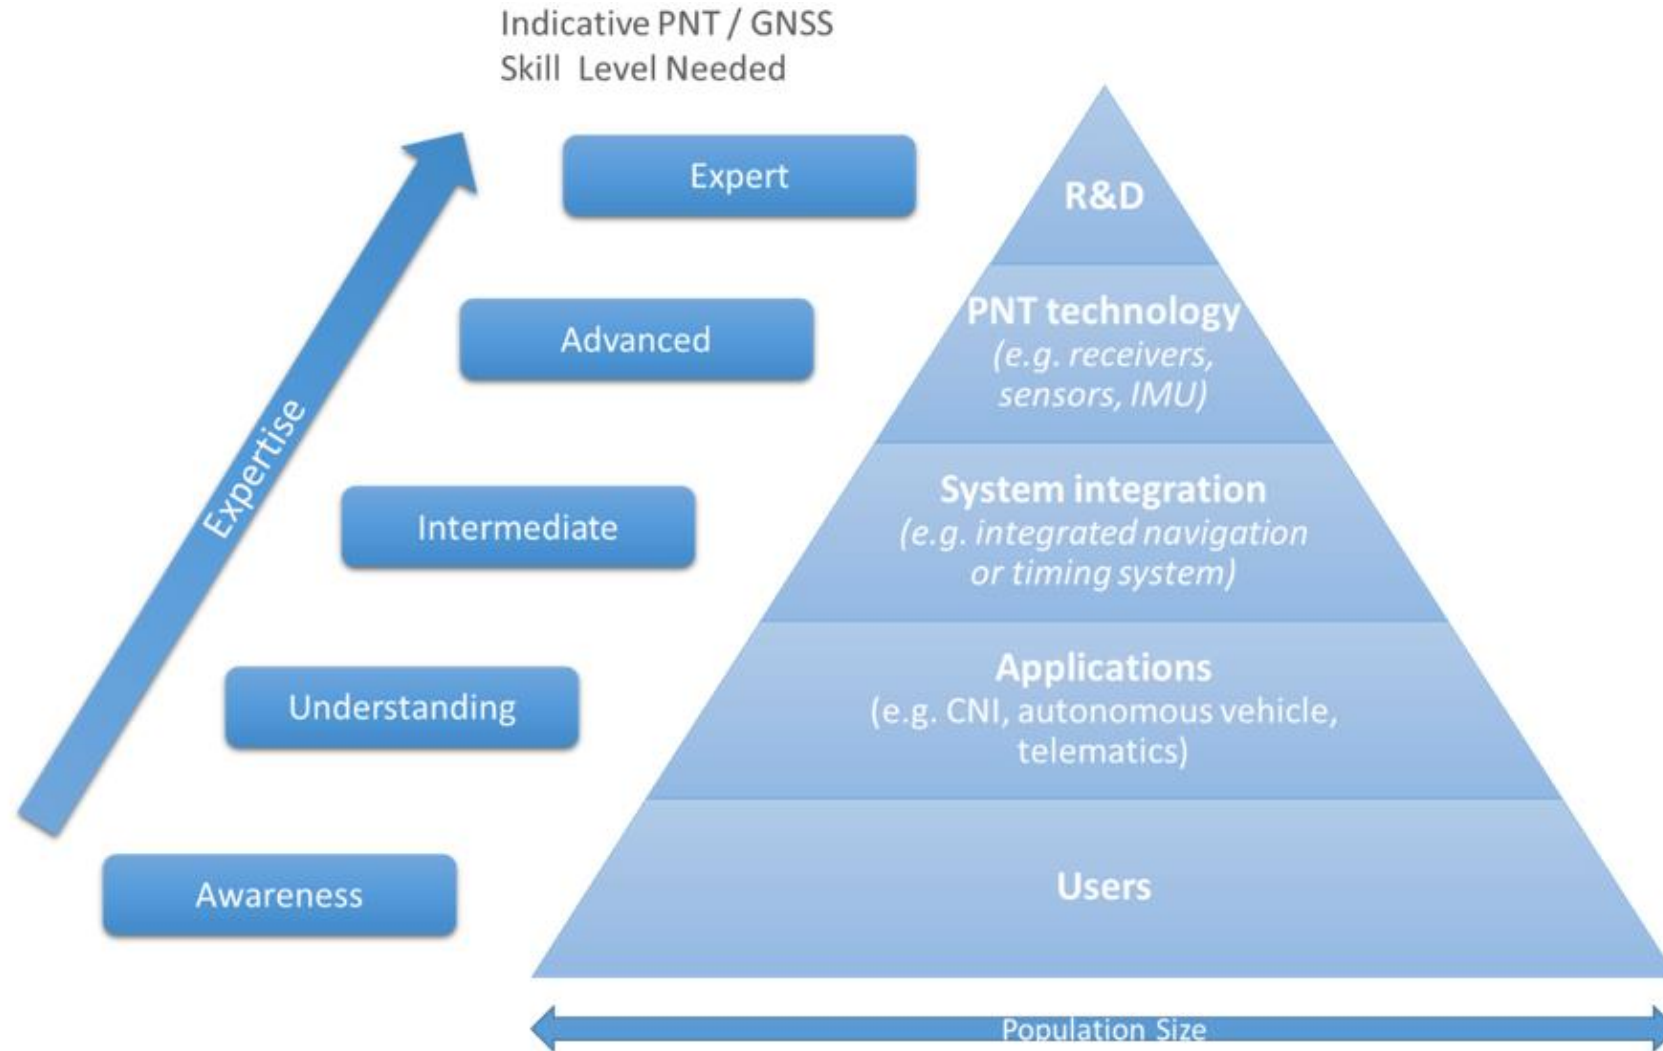 Indicative PNT / GNSS
Skill Level Needed
Expert
R&D
Advanced
PNT technology
(e.g. receivers,
sensors, IMU)
Expertise
Intermediate
System integration
(e.g. integrated navigation
or timing system)
Understanding
Applications
(e.g. CNI, autonomous vehicle,
telematics)
Awareness
Users
Population Size